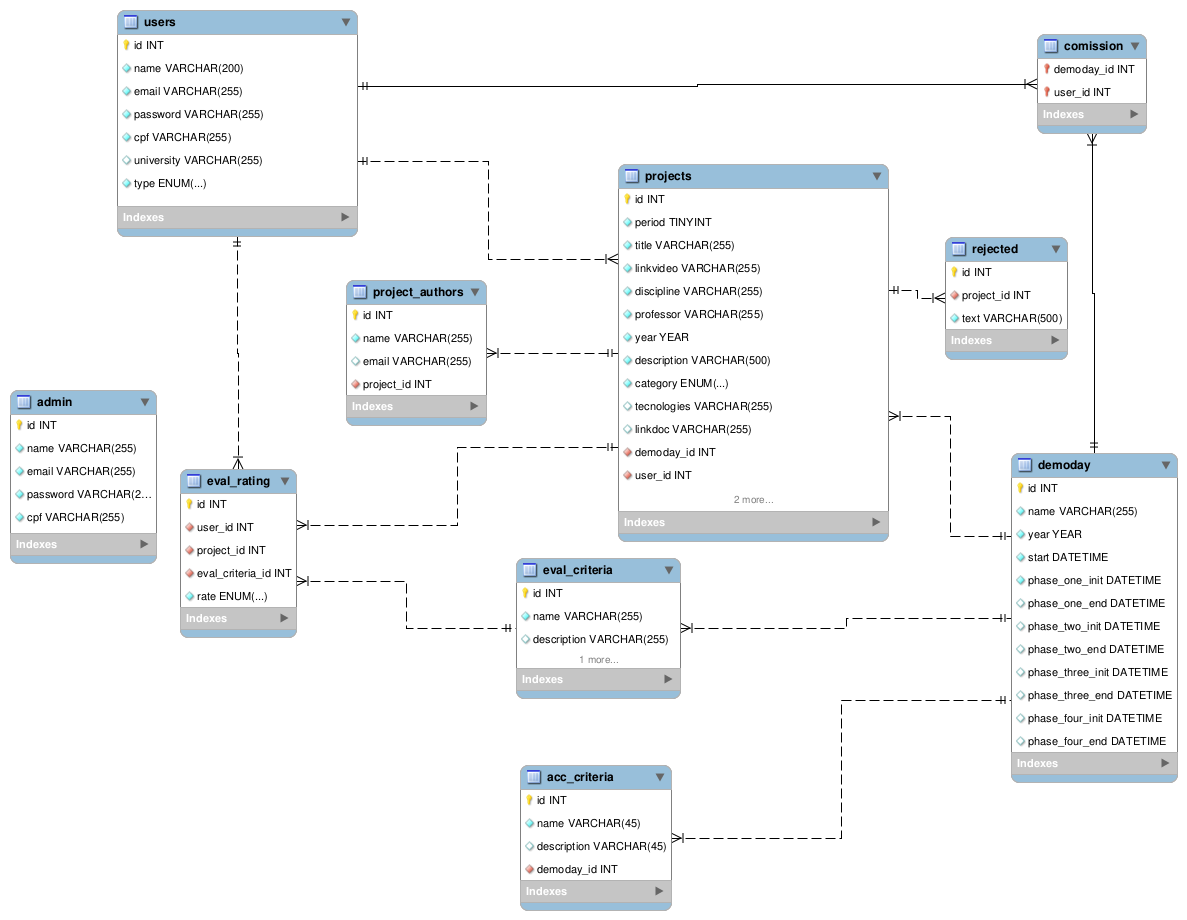 users
id INT
name VARCHAR(200)
email VARCHAR(255)
password VARCHAR(255)
cpf VARCHAR(255)
university VARCHAR(255)
type ENUM(...)
Indexes
comission
demoday_id INT
user_id INT
Indexes
projects
id INT
period TINYINT
title VARCHAR(255)
linkvideo VARCHAR(255)
discipline VARCHAR(255)
professor VARCHAR(255)
year YEAR
description VARCHAR(500)
category ENUM(...)
tecnologies VARCHAR(255)
linkdoc VARCHAR(255)
demoday_id INT
user_id INT
2 more...
Indexes
rejected
id INT
project_id INT
text VARCHAR(500)
Indexes
project_authors
id INT
name VARCHAR(255)
email VARCHAR(255)
project_id INT
Indexes
admin
id INT
name VARCHAR(255)
email VARCHAR(255)
password VARCHAR(2...
cpf VARCHAR(255)
Indexes
eval_rating
id INT
user_id INT
project_id INT
eval_criteria_id INT
rate ENUM(...)
Indexes
eval_criteria
id INT
name VARCHAR(255)
description VARCHAR(255)
1 more...
Indexes
demoday
id INT
name VARCHAR(255)
year YEAR
start DATETIME
phase_one_init DATETIME
phase_one_end DATETIME
phase_two_init DATETIME
phase_two_end DATETIME
phase_three_init DATETIME
phase_three_end DATETIME
phase_four_init DATETIME
phase_four_end DATETIME
Indexes
acc_criteria
id INT
name VARCHAR(45)
description VARCHAR(45)
demoday_id INT
Indexes